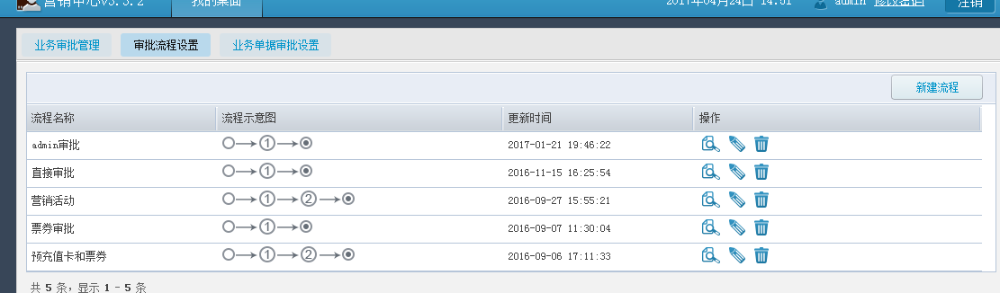 营销中心V3.5.2 我的桌面 2017年04月24日 14:51 admin 修改密码 注销
业务审批管理 审批流程设置 业务单据审批设置
新建流程
流程名称 流程示意图 更新时间 操作
admin审批 1 2017-01-21 19:46:22
直接审批 1 2016-11-15 16:25:54
营销活动 1 2 2016-09-27 15:55:21
票券审批 1 2016-09-07 11:30:04
预充值卡和票券 1 2 2016-09-06 17:11:33
共 5 条，显示 1 - 5 条